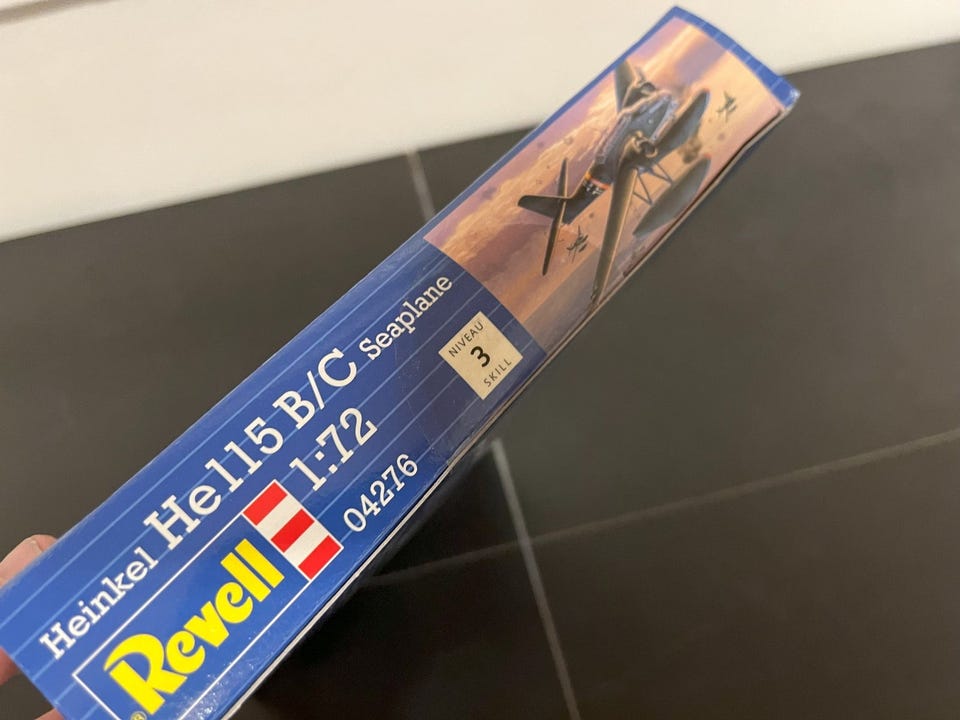 Heinkel He115 B/C Seaplane
1:72
04276
Revell
®
NIVEAU
3
SKILL